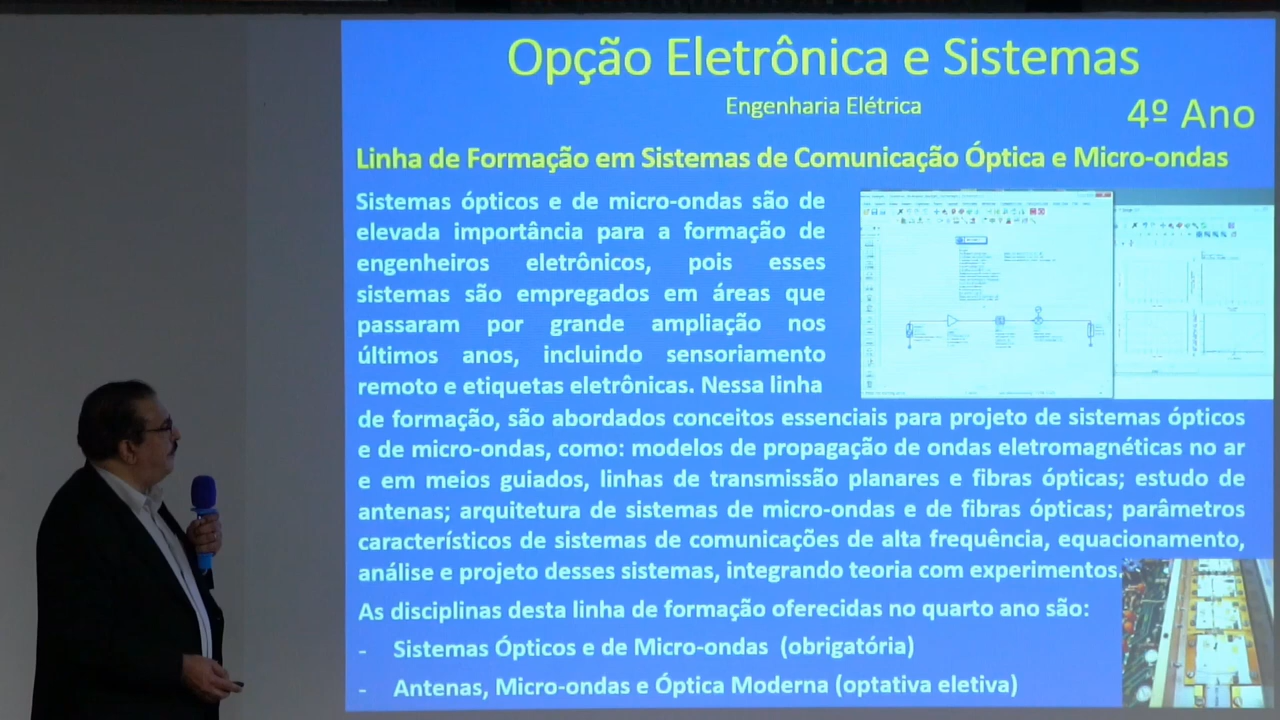 Opção Eletrônica e Sistemas
Engenharia Elétrica
4º Ano
Linha de Formação em Sistemas de Comunicação Óptica e Micro-ondas
Sistemas ópticos e de micro-ondas são de
elevada importância para a formação de
engenheiros eletrônicos, pois esses
sistemas são empregados em áreas que
passaram por grande ampliação nos
últimos anos, incluindo sensoriamento
remoto e etiquetas eletrônicas. Nessa linha
de formação, são abordados conceitos essenciais para projeto de sistemas ópticos
e de micro-ondas, como: modelos de propagação de ondas eletromagnéticas no ar
e em meios guiados, linhas de transmissão planares e fibras ópticas; estudo de
antenas; arquitetura de sistemas de micro-ondas e de fibras ópticas; parâmetros
característicos de sistemas de comunicações de alta frequência, equacionamento,
análise e projeto desses sistemas, integrando teoria com experimentos.
As disciplinas desta linha de formação oferecidas no quarto ano são:
- Sistemas Ópticos e de Micro-ondas (obrigatória)
- Antenas, Micro-ondas e Óptica Moderna (optativa eletiva)